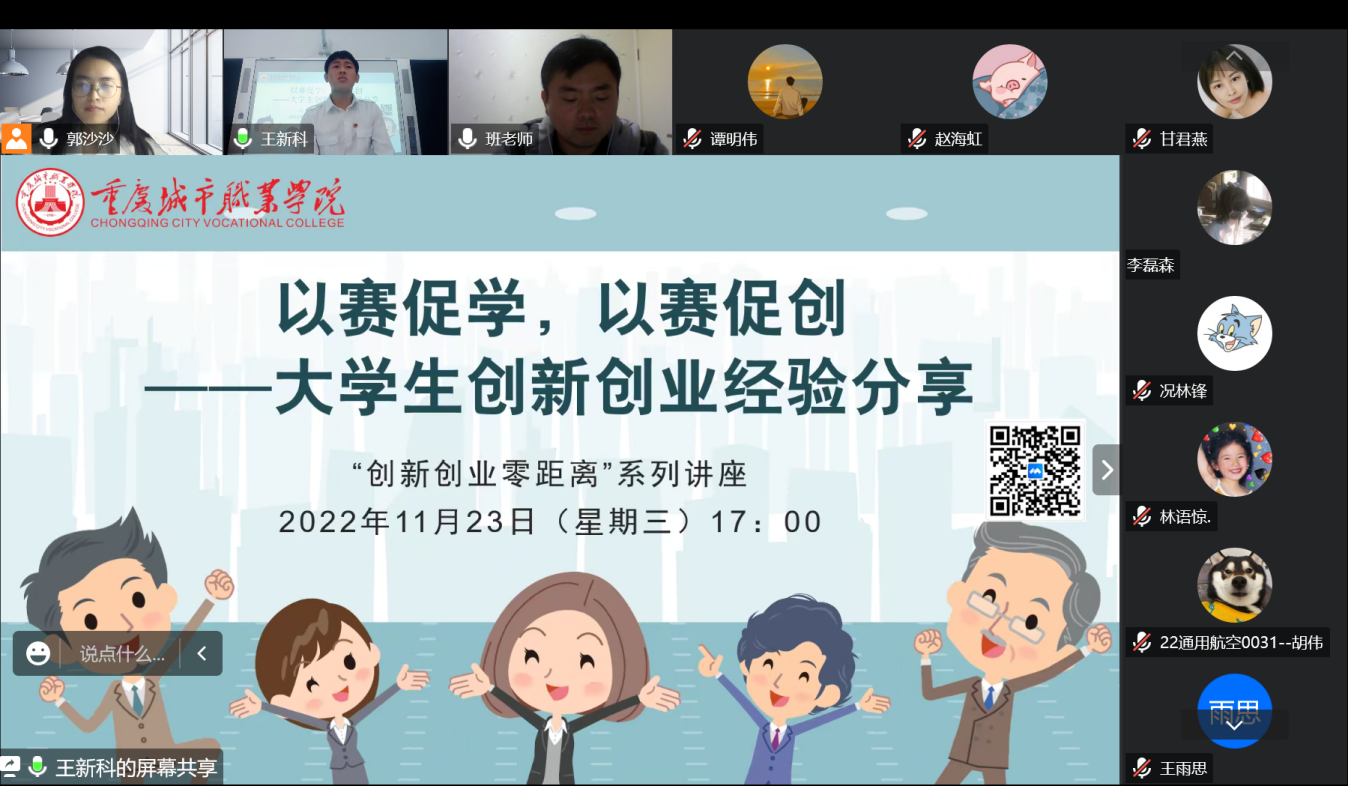 郭沙沙
王新科
班老师
谭明伟
赵海虹
甘君燕
重庆城市職業學院
CHONGQING CITY VOCATIONAL COLLEGE
李磊森
以赛促学，以赛促创
——大学生创新创业经验分享
况林锋
“创新创业零距离”系列讲座
2022年11月23日（星期三）17：00
林语惊.
说点什么...
22通用航空0031--胡伟
雨思
王新科的屏幕共享
王雨思